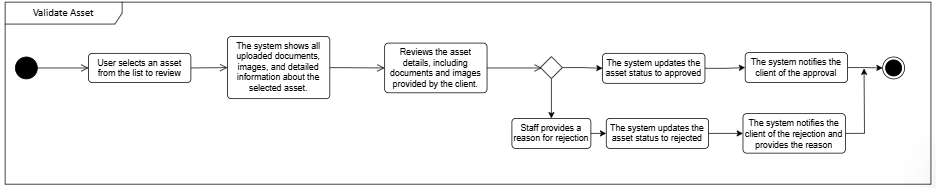 Validate Asset
User selects an asset
from the list to review
The system shows all
uploaded documents,
images, and detailed
information about the
selected asset.
Reviews the asset
details, including
documents and images
provided by the client.
The system updates the
asset status to approved
The system notifies the
client of the approval
Staff provides a
reason for rejection
The system updates the
asset status to rejected
The system notifies the
client of the rejection and
provides the reason